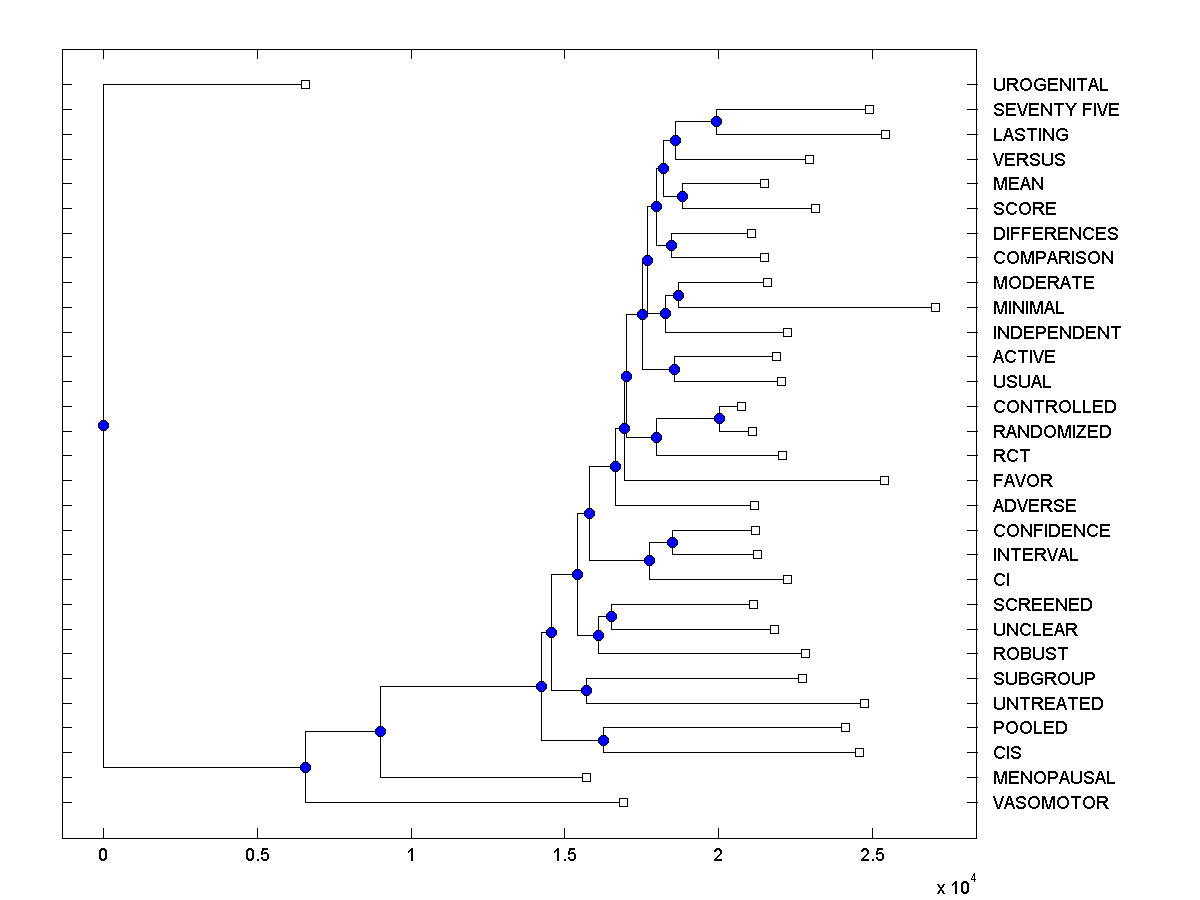 UROGENITAL
SEVENTY FIVE
LASTING
VERSUS
MEAN
SCORE
DIFFERENCES
COMPARISON
MODERATE
MINIMAL
INDEPENDENT
ACTIVE
USUAL
CONTROLLED
RANDOMIZED
RCT
FAVOR
ADVERSE
CONFIDENCE
INTERVAL
CI
SCREENED
UNCLEAR
ROBUST
SUBGROUP
UNTREATED
POOLED
CIS
MENOPAUSAL
VASOMOTOR
0 0.5 1 1.5 2 2.5
x 10^4